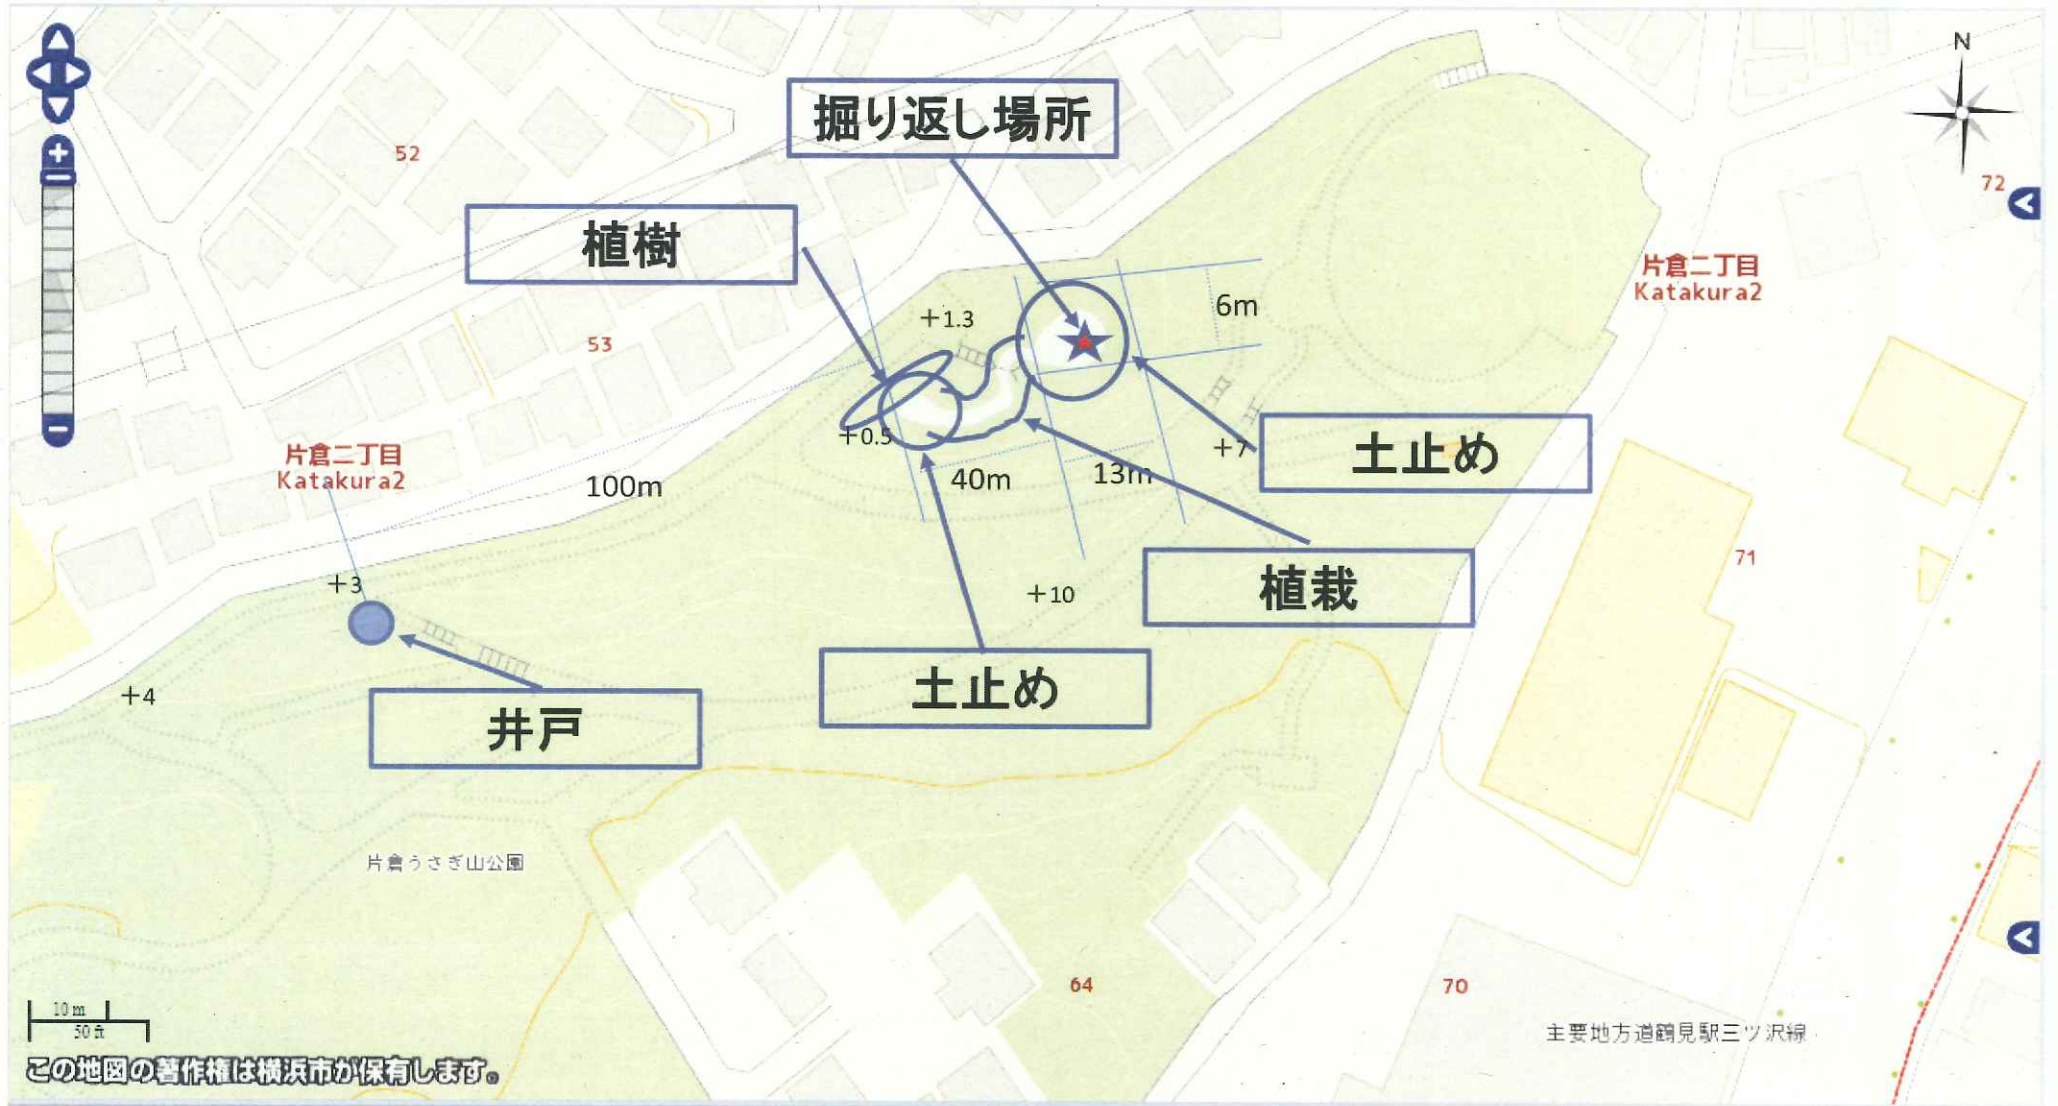 N
掘り返し場所
52
72
植樹
片倉二丁目
Katakura2
6m
+1.3
53
+0.5
土止め
+7
片倉二丁目
Katakura2
40m
13m
100m
71
+3
植栽
+10
土止め
+4
井戸
片倉うさぎ山公園
64
70
10 m
50 ft
主要地方道鶴見駅三ツ沢線
この地図の著作権は横浜市が保有します。